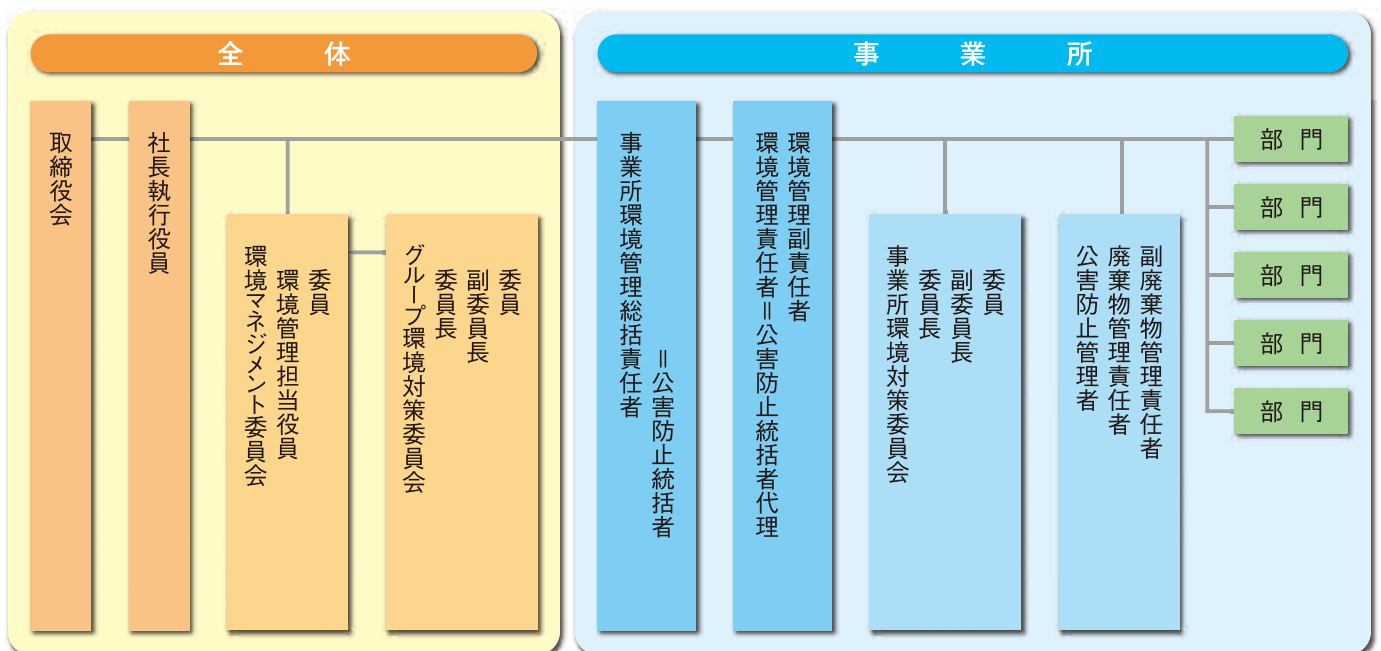 全体
取締役会
社長執行役員
環境マネジメント委員会
環境管理担当役員
委員
グループ環境対策委員会
委員長
副委員長
委員
事業所
事業所環境管理総括責任者
＝公害防止統括者
環境管理副責任者
環境管理責任者＝公害防止統括者代理
事業所環境対策委員会
委員長
副委員長
委員
副廃棄物管理責任者
廃棄物管理責任者
公害防止管理者
部門
部門
部門
部門
部門